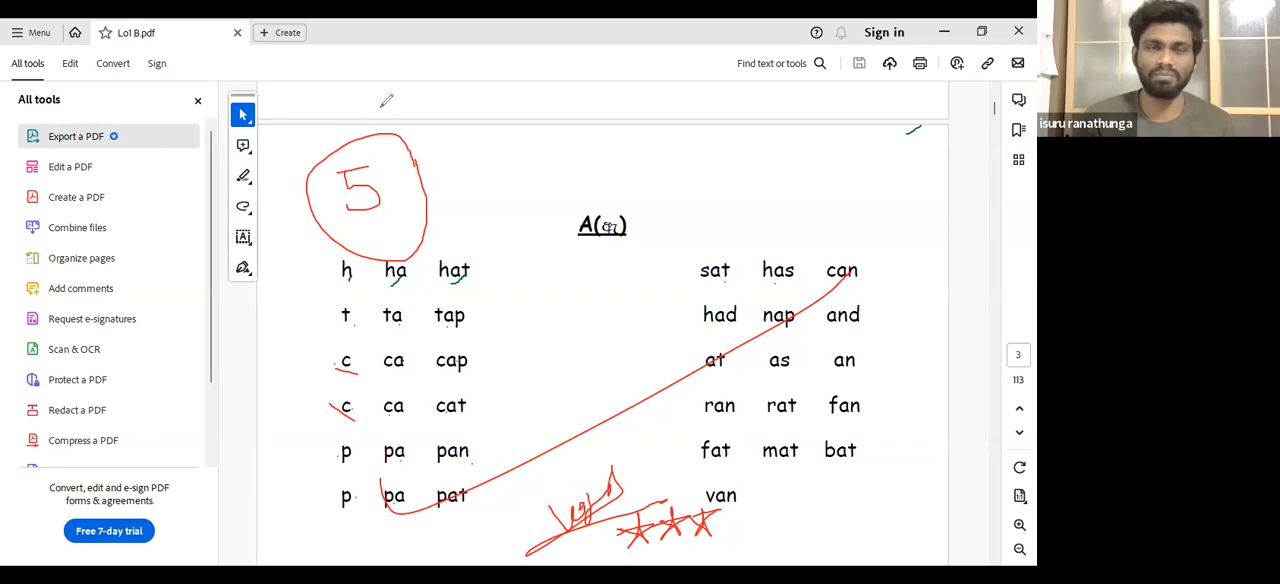 Menu
Lo1 B.pdf
Create
Sign in
All tools
Edit
Convert
Sign
Find text or tools
isuru ranathunga
All tools
Export a PDF
Edit a PDF
Create a PDF
Combine files
Organize pages
Add comments
Request e-signatures
Scan & OCR
Protect a PDF
Redact a PDF
Compress a PDF
Convert, edit and e-sign PDF
forms & agreements.
Free 7-day trial
5
A(ඇ)
h ha hat
t ta tap
c ca cap
c ca cat
p pa pan
p pa pat
sat has can
had nap and
at as an
ran rat fan
fat mat bat
van
3
113